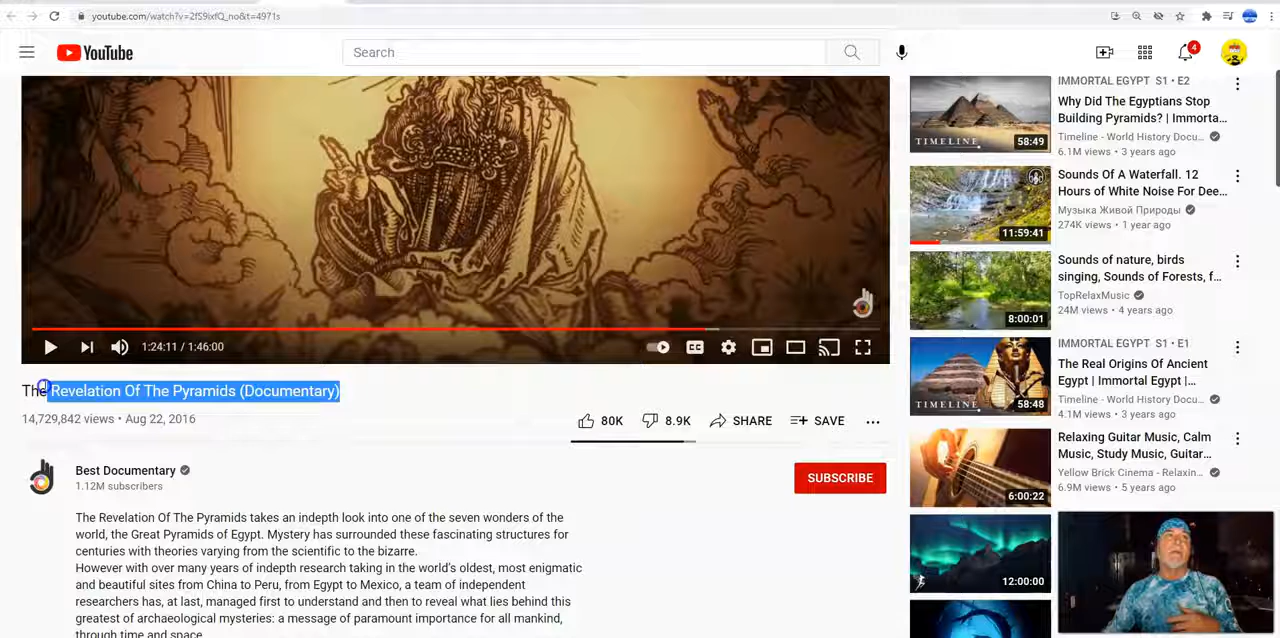 youtube.com/watch?v=2fS9ixfQ_no&t=4971s
YouTube
Search
4
1:24:11 / 1:46:00
CC
The Revelation Of The Pyramids (Documentary)
14,729,842 views • Aug 22, 2016
80K
8.9K
SHARE
SAVE
Best Documentary
1.12M subscribers
SUBSCRIBE
The Revelation Of The Pyramids takes an indepth look into one of the seven wonders of the
world, the Great Pyramids of Egypt. Mystery has surrounded these fascinating structures for
centuries with theories varying from the scientific to the bizarre.
However with over many years of indepth research taking in the world's oldest, most enigmatic
and beautiful sites from China to Peru, from Egypt to Mexico, a team of independent
researchers has, at last, managed first to understand and then to reveal what lies behind this
greatest of archaeological mysteries: a message of paramount importance for all mankind,
through time and space
TIMELINE
58:49
IMMORTAL EGYPT S1 • E2
Why Did The Egyptians Stop
Building Pyramids? | Immorta...
Timeline - World History Docu...
6.1M views • 3 years ago
11:59:41
Sounds Of A Waterfall. 12
Hours of White Noise For Dee...
Музыка Живой Природы
274K views • 1 year ago
8:00:01
Sounds of nature, birds
singing, Sounds of Forests, f...
TopRelaxMusic
24M views • 4 years ago
TIMELINE
58:48
IMMORTAL EGYPT S1 • E1
The Real Origins Of Ancient
Egypt | Immortal Egypt |...
Timeline - World History Docu...
4.1M views • 3 years ago
6:00:22
Relaxing Guitar Music, Calm
Music, Study Music, Guitar...
Yellow Brick Cinema - Relaxin...
6.9M views • 5 years ago
12:00:00